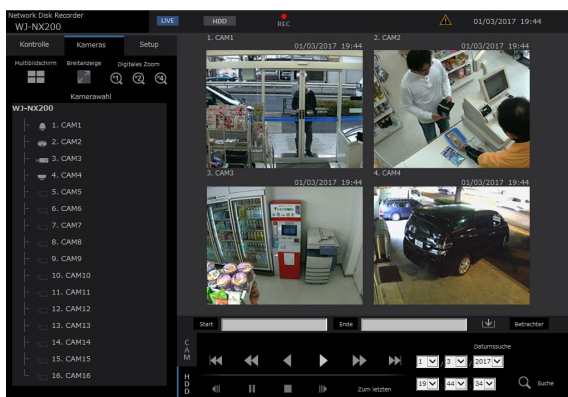 Network Disk Recorder
WJ-NX200
LIVE
HDD
REC
01/03/2017 19:44
Kontrolle
Kameras
Setup
Multibildschirm
Breitanzeige
Digitales Zoom
x1
x2
x4
Kamerawahl
WJ-NX200
1. CAM1
2. CAM2
3. CAM3
4. CAM4
5. CAM5
6. CAM6
7. CAM7
8. CAM8
9. CAM9
10. CAM10
11. CAM11
12. CAM12
13. CAM13
14. CAM14
15. CAM15
16. CAM16
1. CAM1
01/03/2017 19:44
2. CAM2
01/03/2017 19:44
3. CAM3
01/03/2017 19:44
4. CAM4
01/03/2017 19:44
Start
Ende
Betrachter
CAM
HDD
Zum letzten
Datumssuche
1 / 3 / 2017
19 44 34
Suche